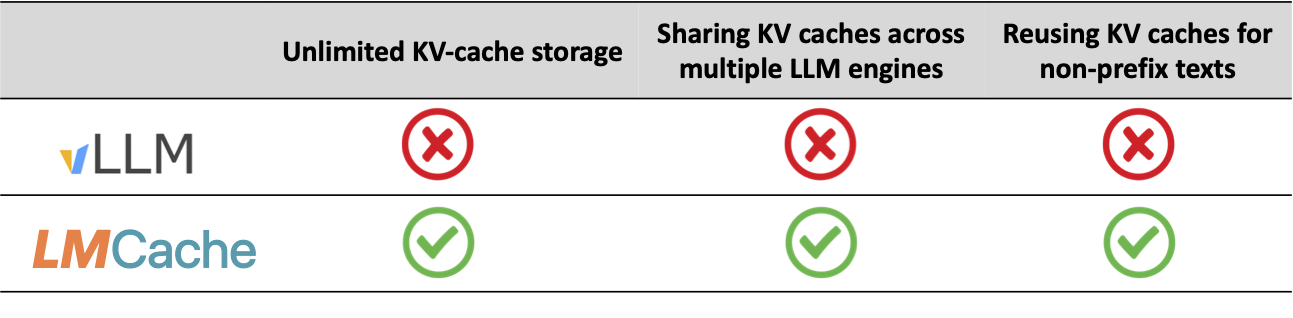 Unlimited KV-cache storage
Sharing KV caches across
multiple LLM engines
Reusing KV caches for
non-prefix texts
vLLM
LMCache